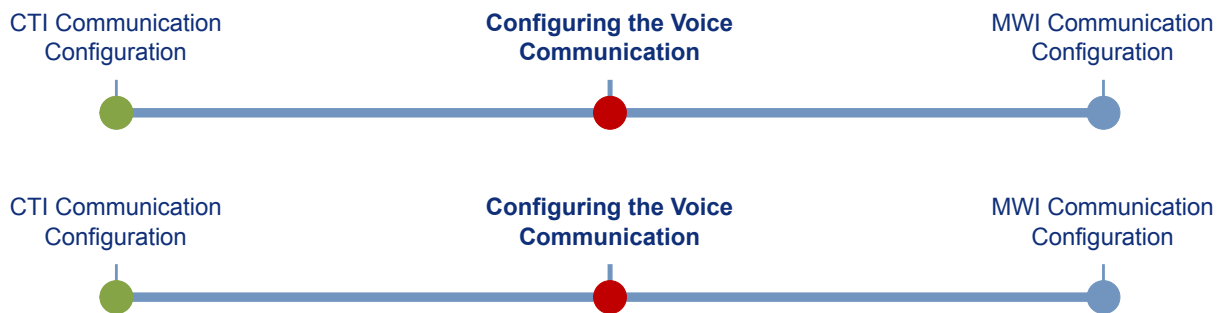 CTI Communication
Configuration
Configuring the Voice
Communication
MWI Communication
Configuration
CTI Communication
Configuration
Configuring the Voice
Communication
MWI Communication
Configuration